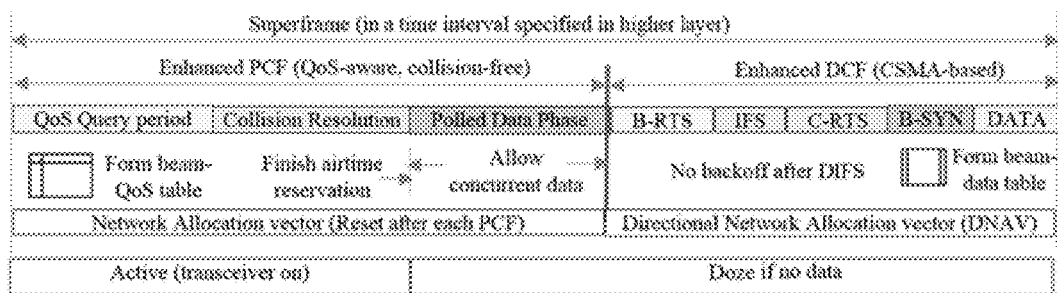 Superframe (in a time interval specified in higher layer)
Enhanced PCF (QoS-aware, collision-free) Enhanced DCF (CSMA-based)
QoS Query period Collision Resolution Polled Data Phase B-RTS IFS C-RTS B-SYN DATA
Form beam- Finish airtime Allow No backoff after DIFS Form beam-
QoS table reservation concurrent data data table
Network Allocation vector (Reset after each PCF) Directional Network Allocation vector (DNAV)
Active (transceiver on) Doze if no data